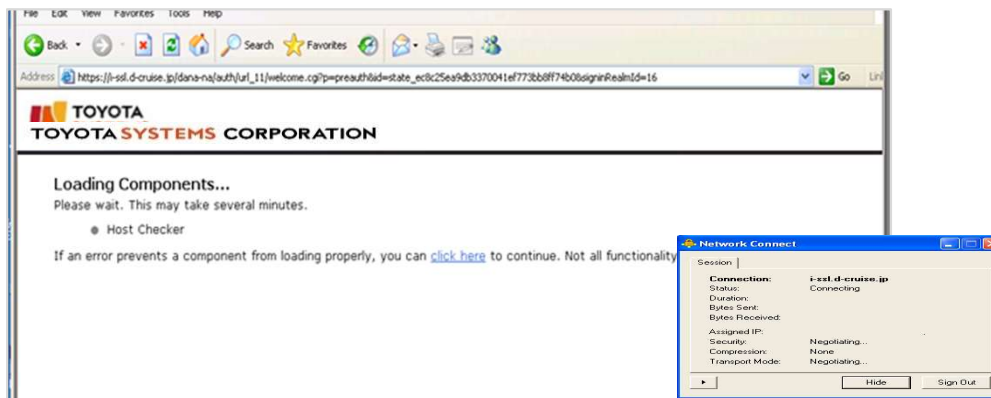 File Edit View Favorites Tools Help
Back Search Favorites
Address https://i-ssl.d-cruise.jp/dana-na/auth/url_11/welcome.cgi?p=preauth&id=state_ec8c25ea9db3370041ef773bb8ff74b0&signinRealmId=16 Go
TOYOTA
TOYOTA SYSTEMS CORPORATION
Loading Components...
Please wait. This may take several minutes.
Host Checker
If an error prevents a component from loading properly, you can click here to continue. Not all functionality
Network Connect
Session
Connection: i-ssl.d-cruise.jp
Status: Connecting
Duration:
Bytes Sent:
Bytes Received:
Assigned IP:
Security: Negotiating...
Compression: None
Transport Mode: Negotiating...
Hide Sign Out